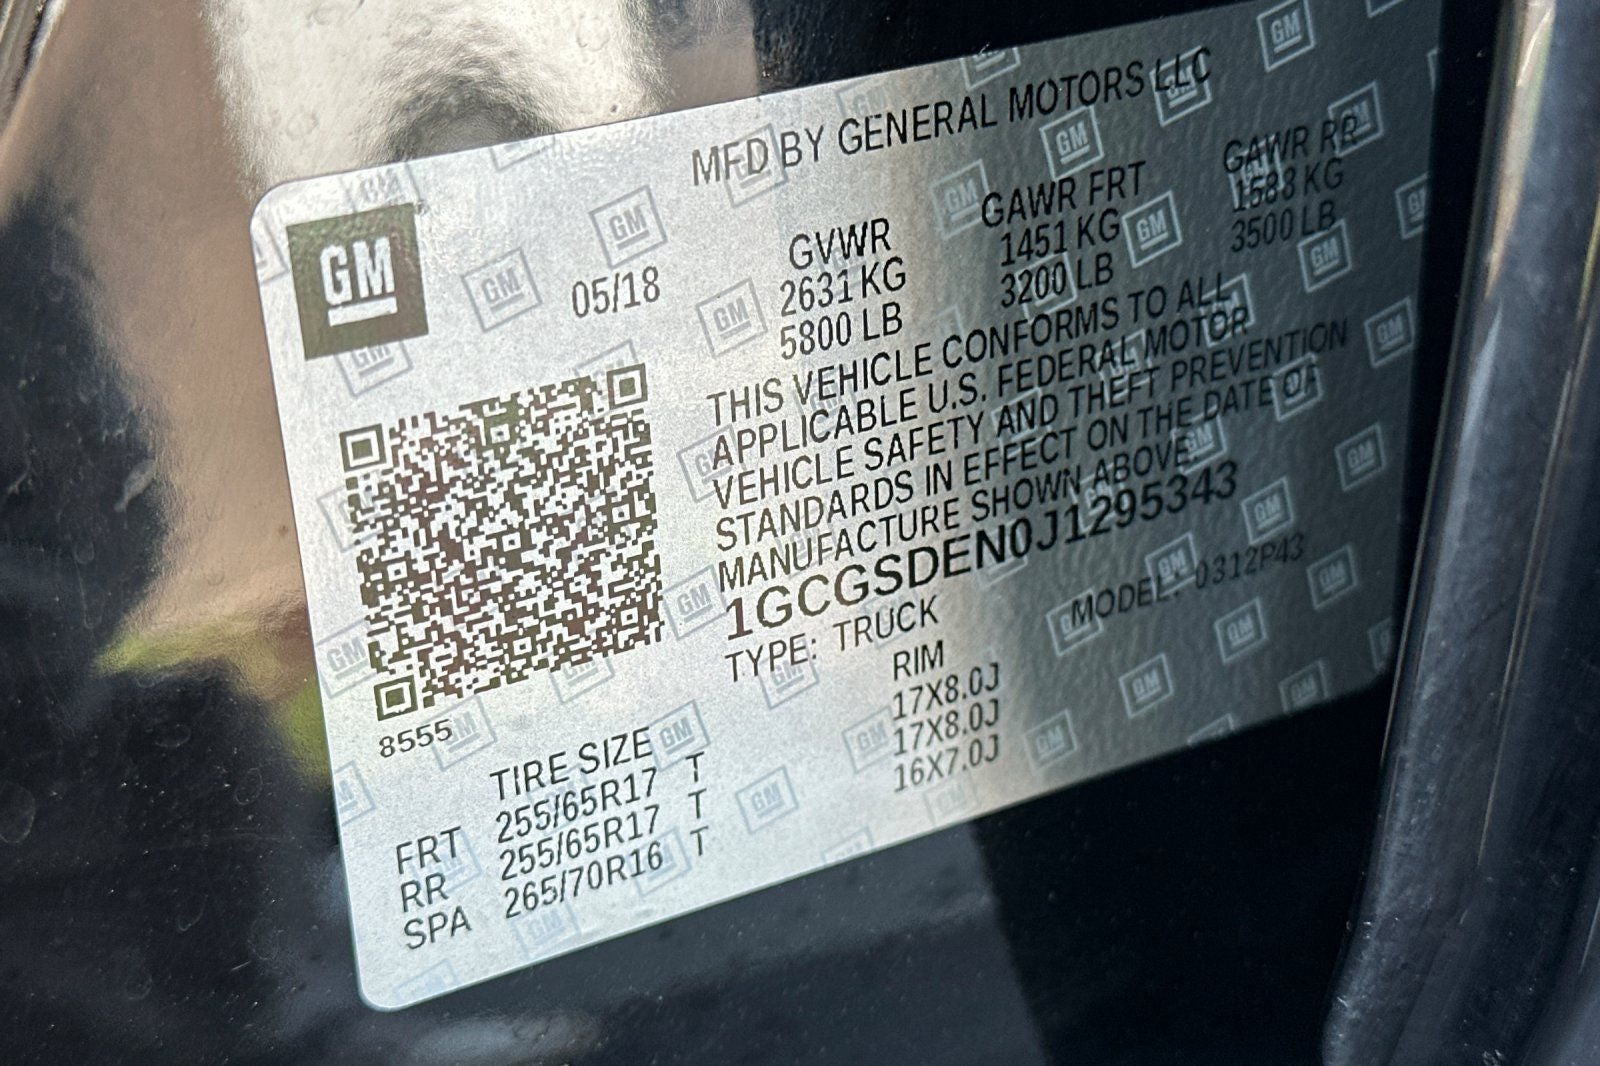 MFD BY GENERAL MOTORS LLC
GM
05/18
GVWR GAWR FRT GAWR RR
2631 KG 1451 KG 1588 KG
5800 LB 3200 LB 3500 LB
THIS VEHICLE CONFORMS TO ALL
APPLICABLE U.S. FEDERAL MOTOR
VEHICLE SAFETY AND THEFT PREVENTION
STANDARDS IN EFFECT ON THE DATE OF
MANUFACTURE SHOWN ABOVE.
1GCGSDEN0J1295343
TYPE: TRUCK MODEL: 0312P43
8555
TIRE SIZE RIM
FRT 255/65R17 T 17X8.0J
RR 255/65R17 T 17X8.0J
SPA 265/70R16 T 16X7.0J